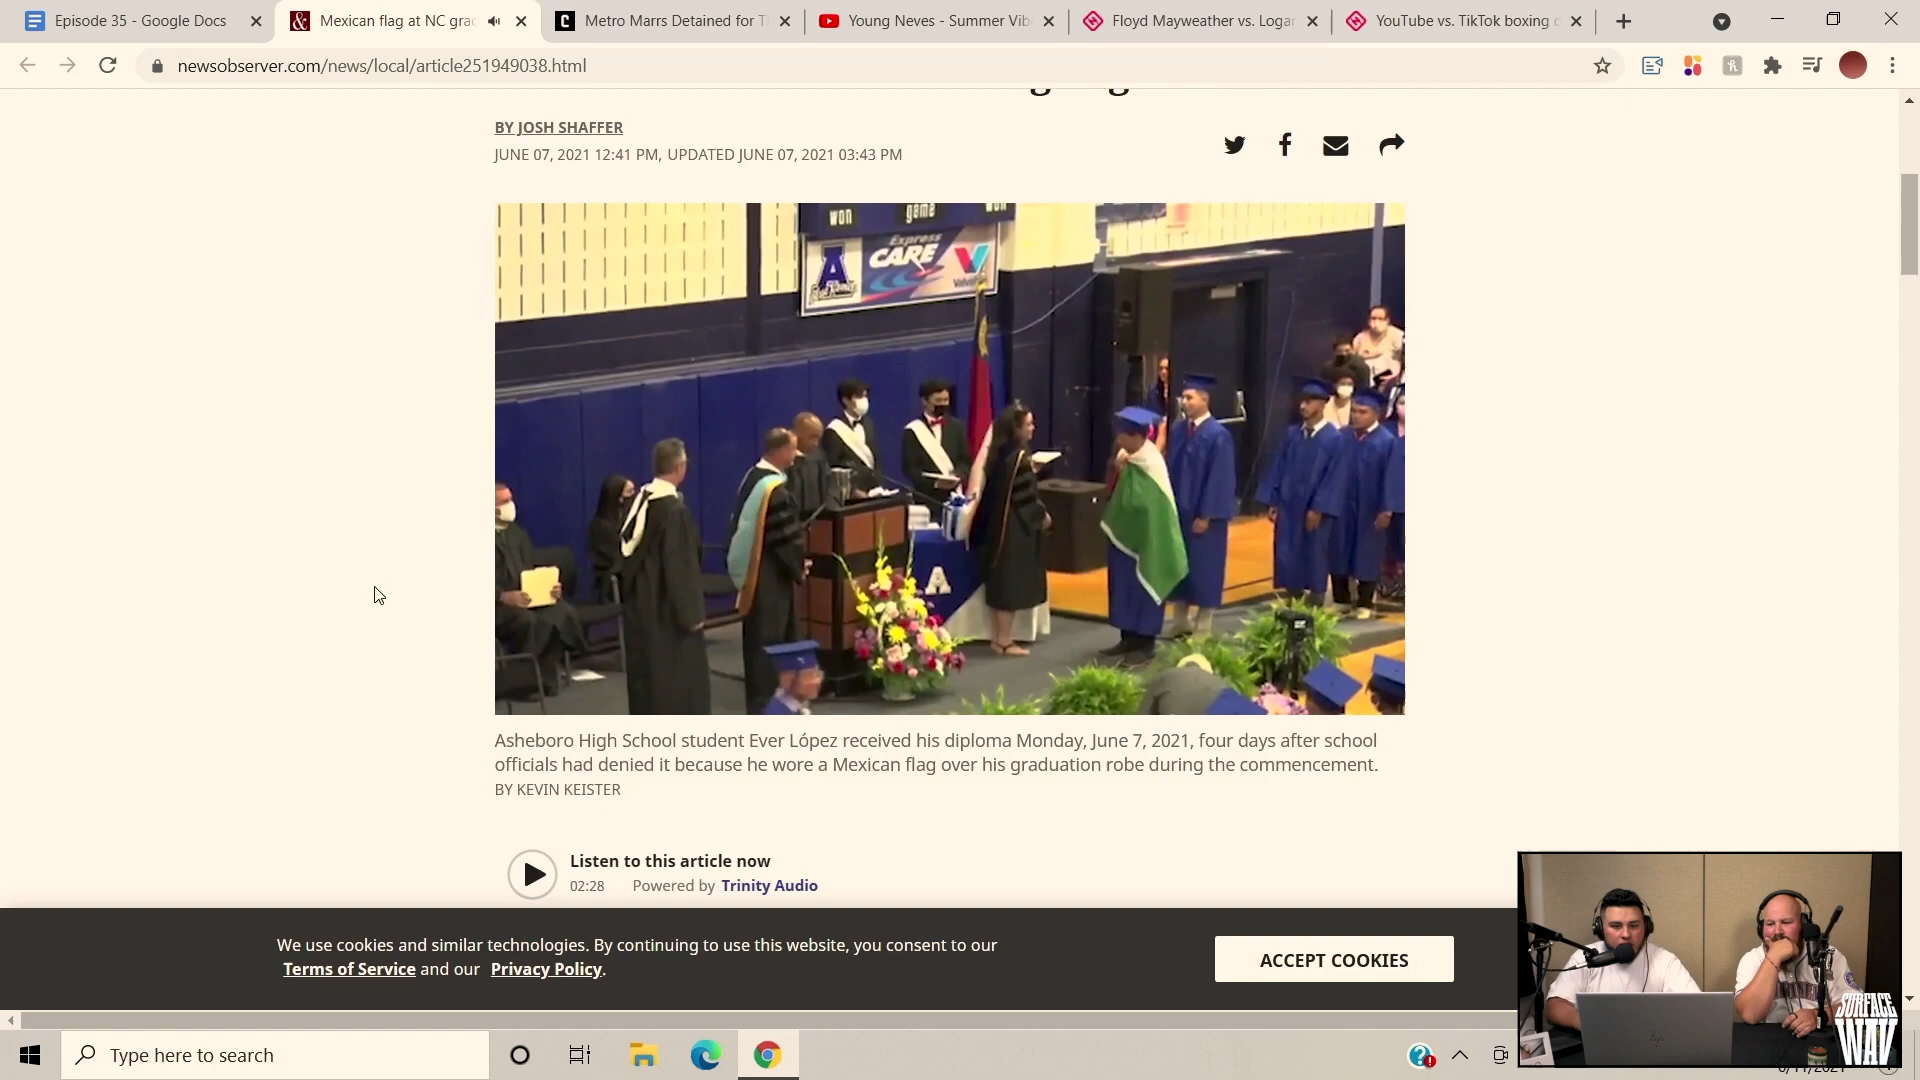 Episode 35 - Google Docs
Mexican flag at NC grac
Metro Marrs Detained for T
Young Neves - Summer Vib
Floyd Mayweather vs. Logan
YouTube vs. TikTok boxing c
newsobserver.com/news/local/article251949038.html
BY JOSH SHAFFER
JUNE 07, 2021 12:41 PM, UPDATED JUNE 07, 2021 03:43 PM
won game won
Express
CARE
Valvoline
A
A
Asheboro High School student Ever López received his diploma Monday, June 7, 2021, four days after school
officials had denied it because he wore a Mexican flag over his graduation robe during the commencement.
BY KEVIN KEISTER
Listen to this article now
02:28 Powered by Trinity Audio
We use cookies and similar technologies. By continuing to use this website, you consent to our
Terms of Service and our Privacy Policy.
ACCEPT COOKIES
SURFACE
WAV
Type here to search